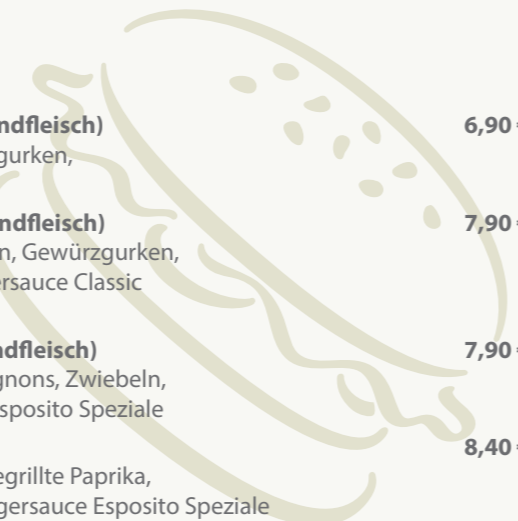 ndfleisch) 6,90
gurken,
ndfleisch) 7,90
n, Gewürzgurken,
ersauce Classic
ndfleisch) 7,90
gnons, Zwiebeln,
sposito Speziale
8,40
egrillte Paprika,
gersauce Esposito Speziale